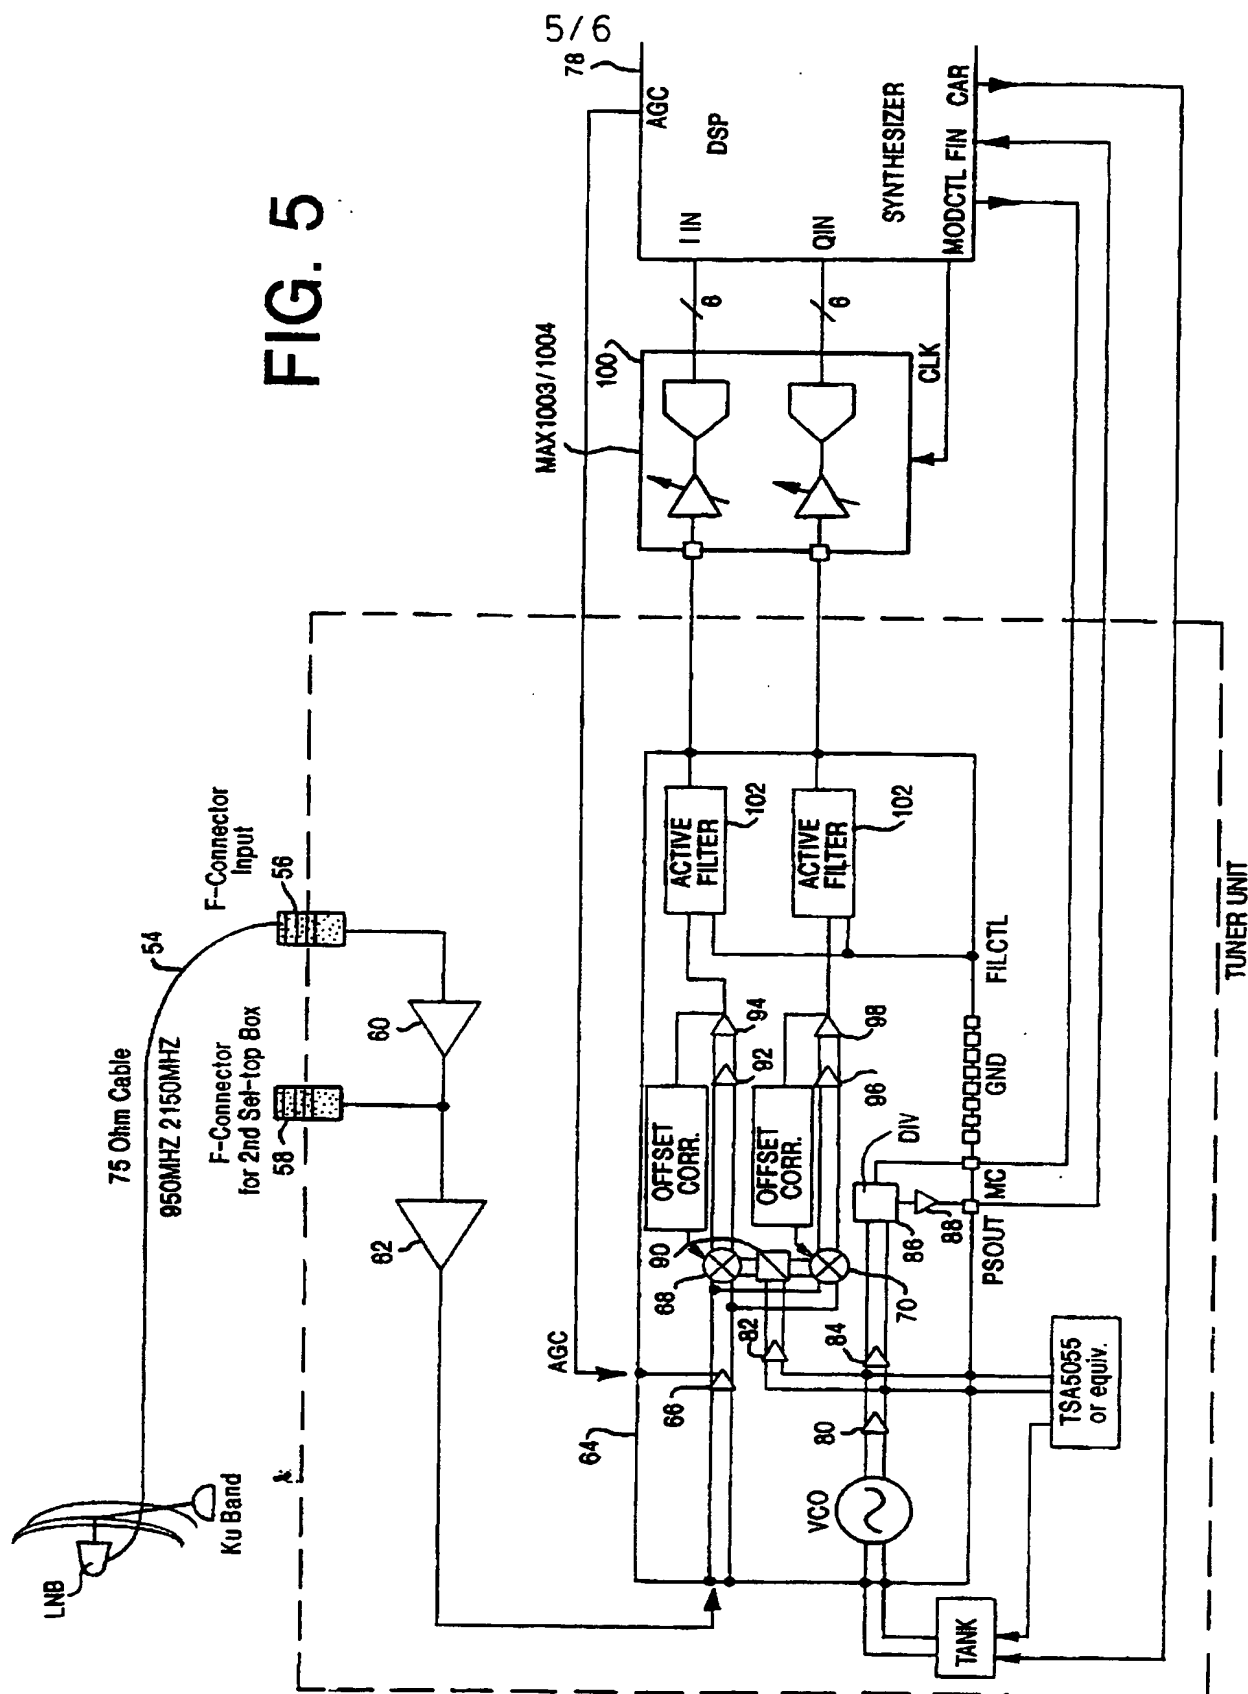 5/6
FIG. 5
78
AGC
DSP
I IN
QIN
SYNTHESIZER
MODCTL FIN CAR
6
6
MAX1003/1004
100
CLK
F-Connector
Input
56
54
75 Ohm Cable
950MHZ 2150MHZ
F-Connector
for 2nd Set-top Box
58
60
62
LNB
Ku Band
AGC
64
66
68
90
OFFSET
CORR.
92
94
ACTIVE
FILTER
102
OFFSET
CORR.
96
98
ACTIVE
FILTER
102
70
82
84
80
VCO
86
DIV
88
PSOUT
MC
GND
FILCTL
TSA5055
or equiv.
TANK
TUNER UNIT